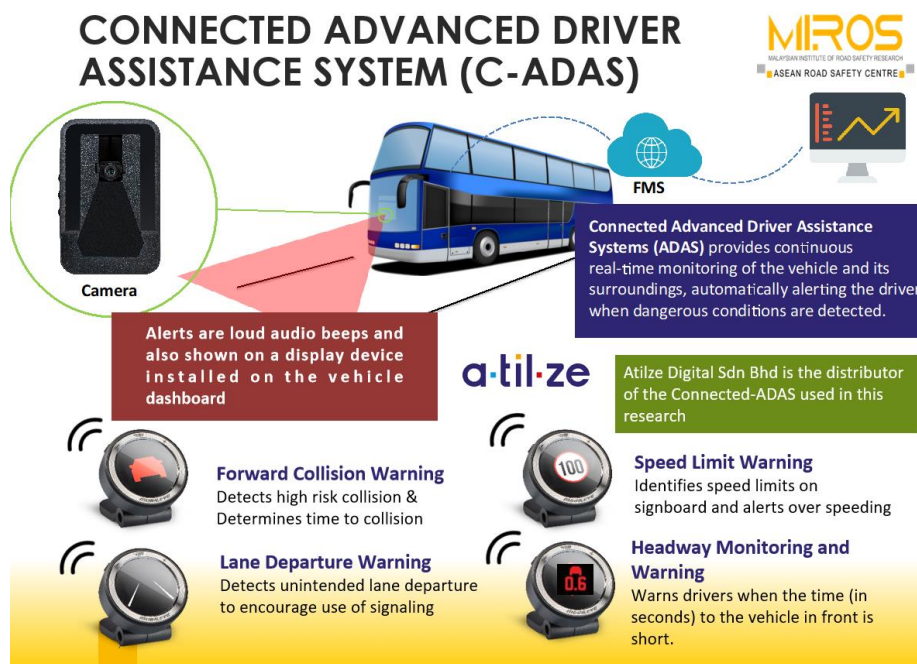 CONNECTED ADVANCED DRIVER
ASSISTANCE SYSTEM (C-ADAS)
MIROS
MALAYSIAN INSTITUTE OF ROAD SAFETY RESEARCH
ASEAN ROAD SAFETY CENTRE
Camera
FMS
Connected Advanced Driver Assistance
Systems (ADAS) provides continuous
real-time monitoring of the vehicle and its
surroundings, automatically alerting the driver
when dangerous conditions are detected.
Alerts are loud audio beeps and
also shown on a display device
installed on the vehicle
dashboard
a·til·ze
Atilze Digital Sdn Bhd is the distributor
of the Connected-ADAS used in this
research
Forward Collision Warning
Detects high risk collision &
Determines time to collision
100
Speed Limit Warning
Identifies speed limits on
signboard and alerts over speeding
Lane Departure Warning
Detects unintended lane departure
to encourage use of signaling
0.6
Headway Monitoring and
Warning
Warns drivers when the time (in
seconds) to the vehicle in front is
short.